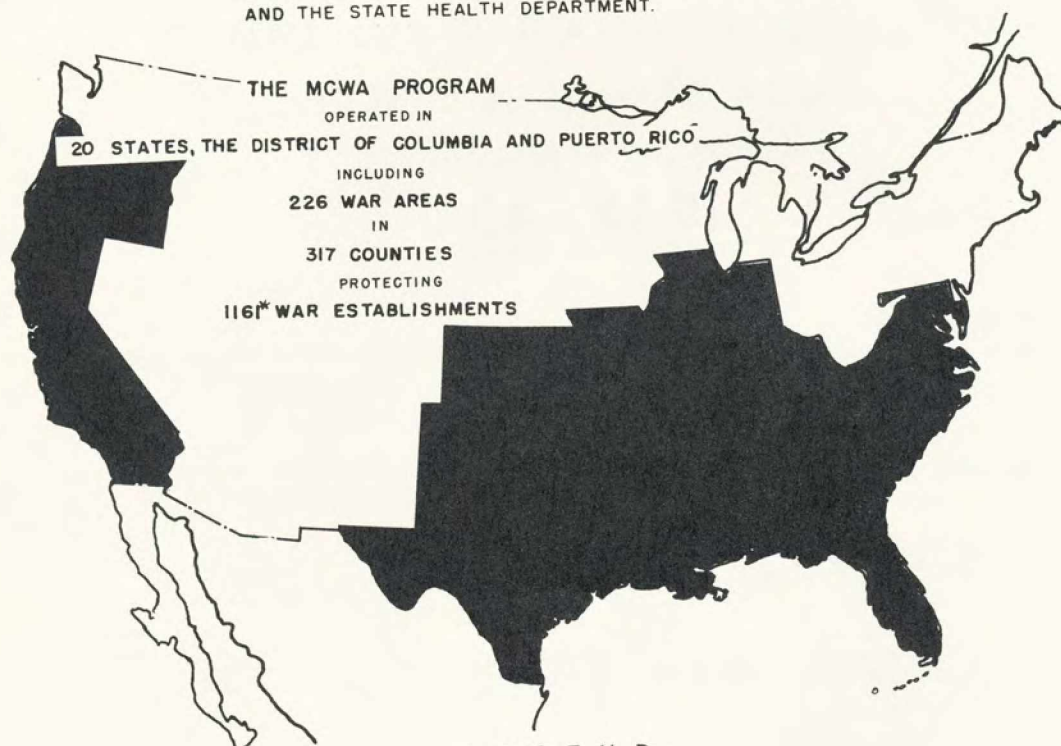 AND THE STATE HEALTH DEPARTMENT.
THE MCWA PROGRAM
OPERATED IN
20 STATES, THE DISTRICT OF COLUMBIA AND PUERTO RICO
INCLUDING
226 WAR AREAS
IN
317 COUNTIES
PROTECTING
1161* WAR ESTABLISHMENTS